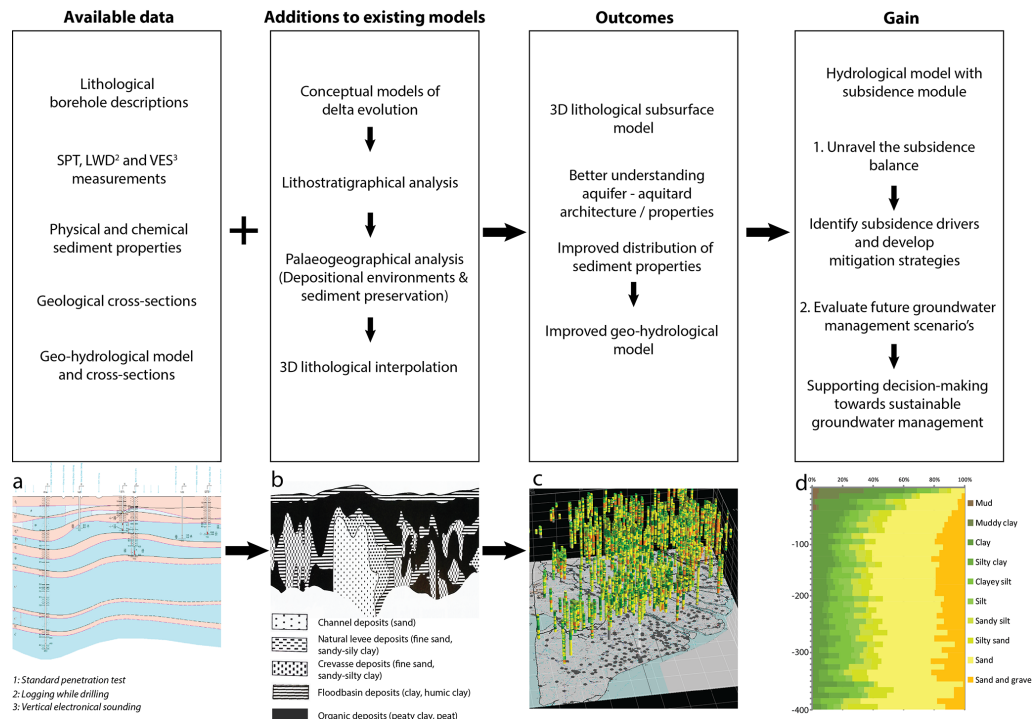 Available data
Additions to existing models
Outcomes
Gain
Lithological
borehole descriptions
SPT, LWD² and VES³
measurements
Physical and chemical
sediment properties
Geological cross-sections
Geo-hydrological model
and cross-sections
+
Conceptual models of
delta evolution
Lithostratigraphical analysis
Palaeogeographical analysis
(Depositional environments &
sediment preservation)
3D lithological interpolation
3D lithological subsurface
model
Better understanding
aquifer - aquitard
architecture / properties)
Improved distribution of
sediment properties
Improved geo-hydrological
model
Hydrological model with
subsidence module
1. Unravel the subsidence
balance
Identify subsidence drivers
and develop
mitigation strategies
2. Evaluate future groundwater
management scenario's
Supporting decision-making
towards sustainable
groundwater management
a
1: Standard penetration test
2: Logging while drilling
3: Vertical electronical sounding
b
Channel deposits (sand)
Natural levee deposits (fine sand,
sandy-sily clay)
Crevasse deposits (fine sand,
sandy-silty clay)
Floodbasin deposits (clay, humic clay)
Organic deposits (peaty clay, peat)
c
d
0% 20% 40% 60% 80% 100%
0
-100
-200
-300
-400
Mud
Muddy clay
Clay
Silty clay
Clayey silt
Silt
Sandy silt
Silty sand
Sand
Sand and grave